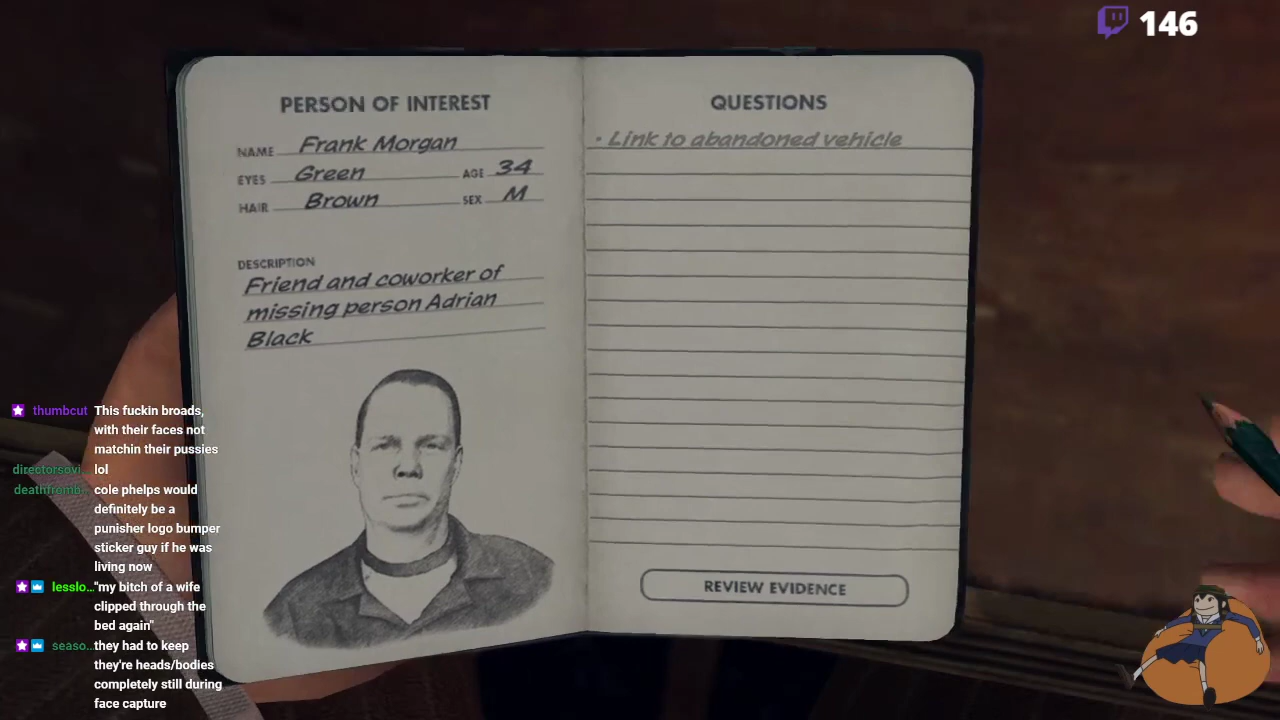 146
PERSON OF INTEREST
NAME Frank Morgan
EYES Green AGE 34
HAIR Brown SEX M
DESCRIPTION
Friend and coworker of
missing person Adrian
Black
QUESTIONS
• Link to abandoned vehicle
REVIEW EVIDENCE
thumbcut This fuckin broads,
with their faces not
matchin their pussies
directorsovi... lol
deathfromb... cole phelps would
definitely be a
punisher logo bumper
sticker guy if he was
living now
lesslo... "my bitch of a wife
clipped through the
bed again"
seaso... they had to keep
they're heads/bodies
completely still during
face capture